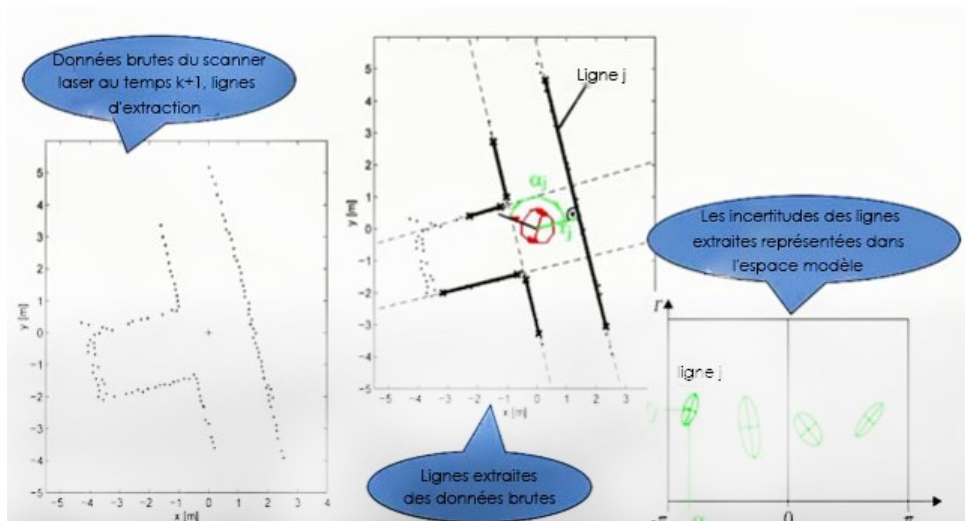 Données brutes du scanner
laser au temps k+1, lignes
d'extraction
5
4
3
2
1
0
-1
-2
-3
-4
-5
y [m]
-5 -4 -3 -2 -1 0 1 2 3 4
x [m]
Ligne j
5
4
3
2
1
0
-1
-2
-3
-4
-5
y [m]
αj
rj
-5 -4 -3 -2 -1 0 1 2 3
x [m]
Lignes extraites
des données brutes
Les incertitudes des lignes
extraites représentées dans
l'espace modèle
r
ligne j
-π 0 π